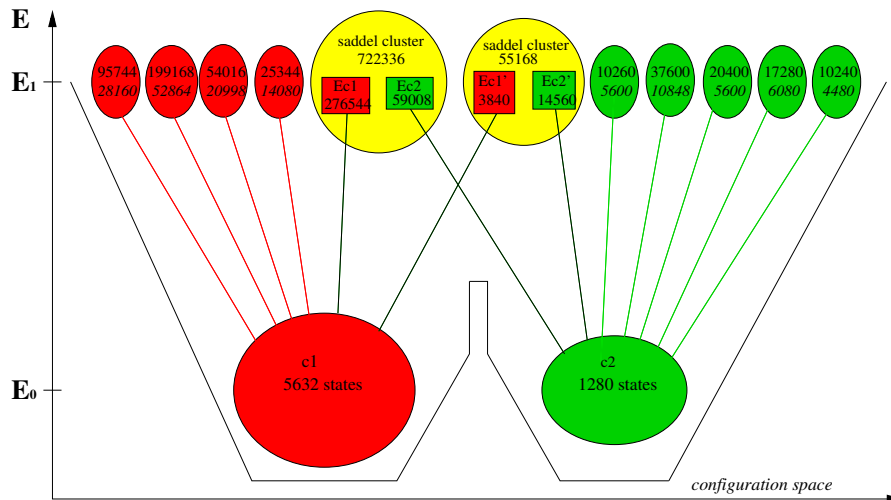 E
saddel cluster
722336
saddel cluster
55168
E₁
95744
28160
199168
52864
54016
20998
25344
14080
Ec1
276544
Ec2
59008
Ec1'
3840
Ec2'
14560
10260
5600
37600
10848
20400
5600
17280
6080
10240
4480
E₀
c1
5632 states
c2
1280 states
configuration space